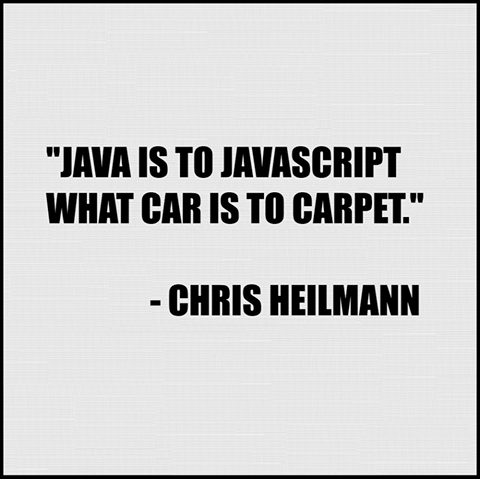 "JAVA IS TO JAVASCRIPT
WHAT CAR IS TO CARPET."
- CHRIS HEILMANN